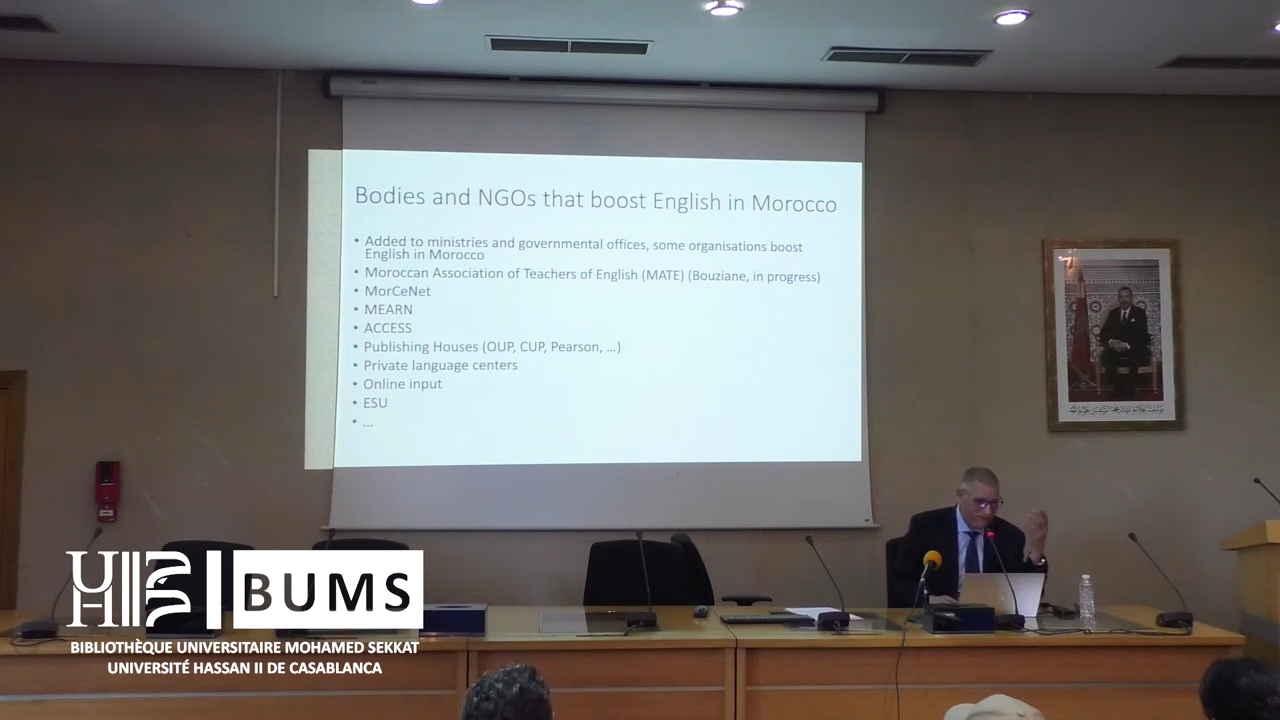 Bodies and NGOs that boost English in Morocco
• Added to ministries and governmental offices, some organisations boost
English in Morocco
• Moroccan Association of Teachers of English (MATE) (Bouziane, in progress)
• MorCeNet
• MEARN
• ACCESS
• Publishing Houses (OUP, CUP, Pearson, ...)
• Private language centers
• Online input
• ESU
• ...
UH
BUMS
BIBLIOTHÈQUE UNIVERSITAIRE MOHAMED SEKKAT
UNIVERSITÉ HASSAN II DE CASABLANCA